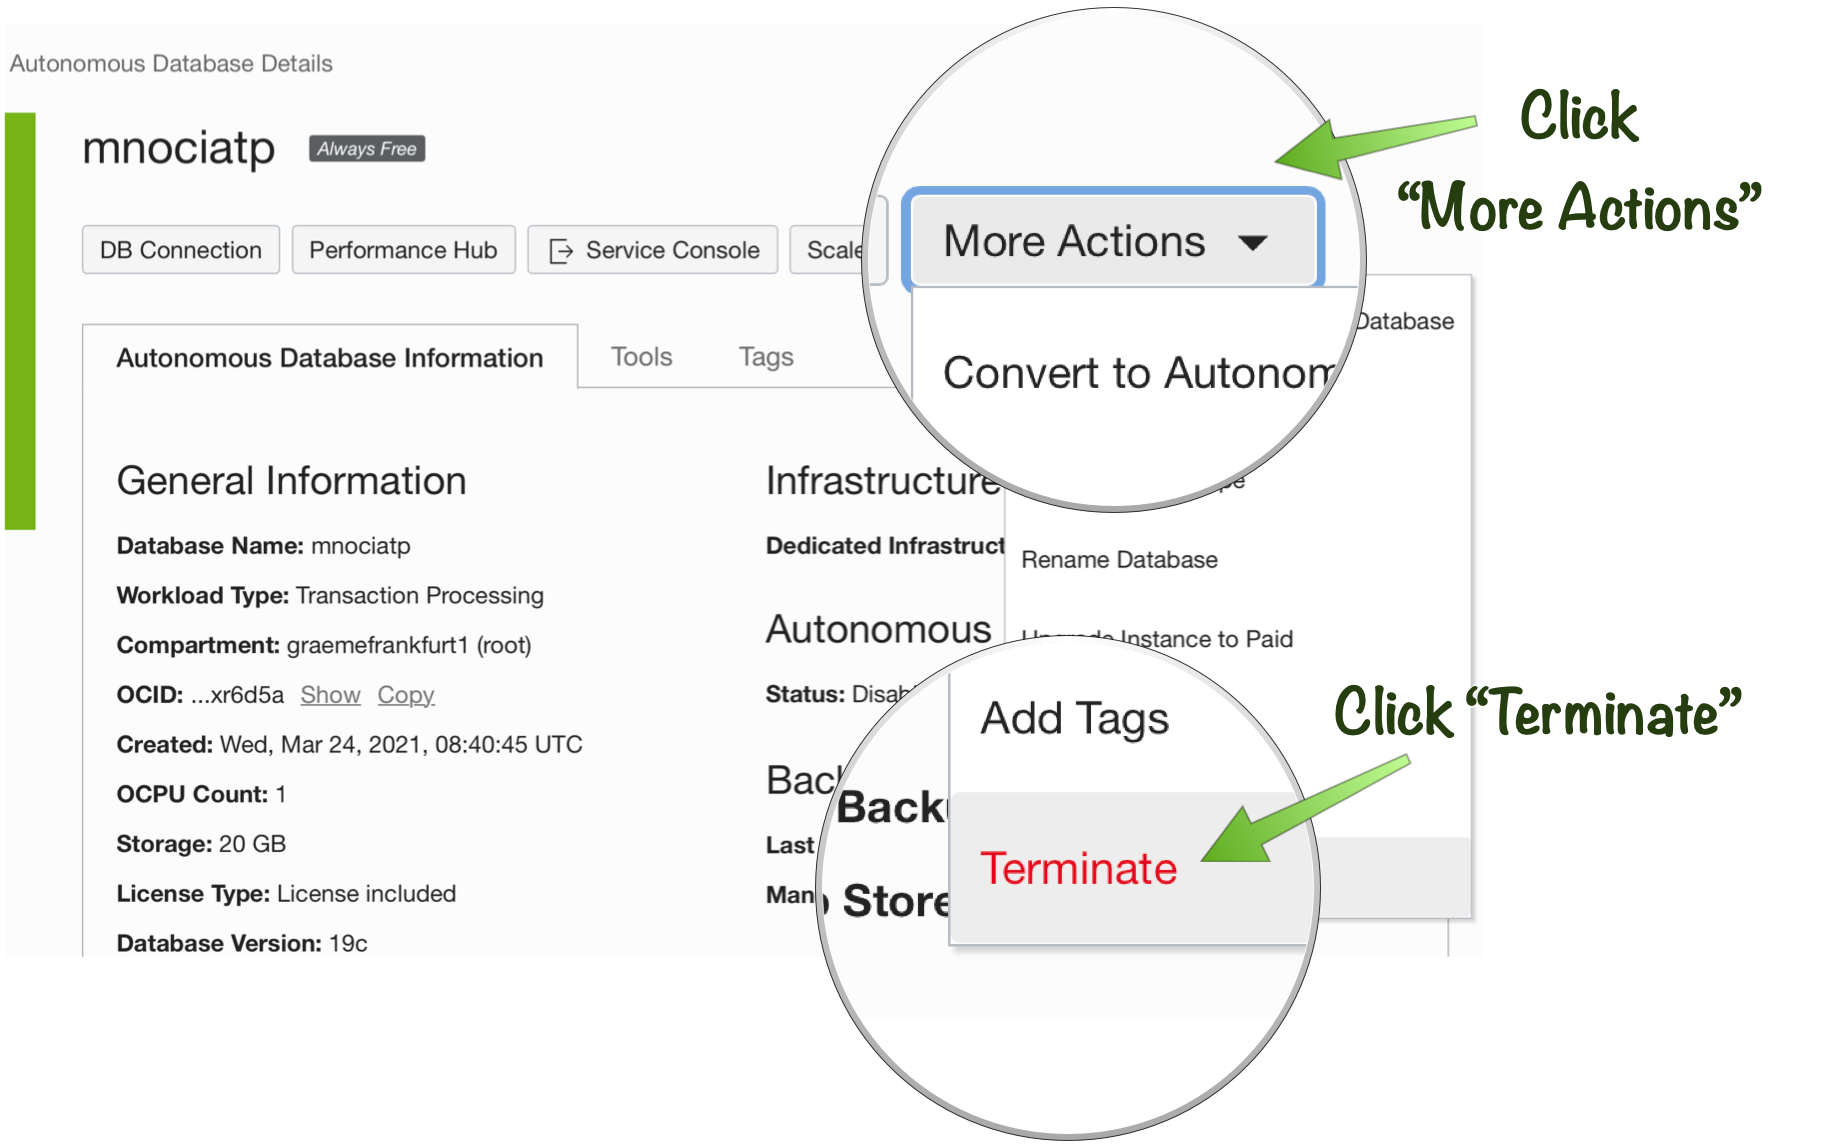 Autonomous Database Details
mnociatp Always Free
Click
"More Actions"
DB Connection Performance Hub Service Console Scale More Actions
Database
Convert to Autonom
Autonomous Database Information Tools Tags
General Information
Infrastructure
Database Name: mnociatp
Dedicated Infrastruct
Rename Database
Workload Type: Transaction Processing
Autonomous
Compartment: graemefrankfurt1 (root)
Instance to Paid
OCID: ...xr6d5a Show Copy
Status: Disab
Add Tags
Click "Terminate"
Created: Wed, Mar 24, 2021, 08:40:45 UTC
Back
OCPU Count: 1
Storage: 20 GB
Last
Terminate
License Type: License included
Man
Store
Database Version: 19c